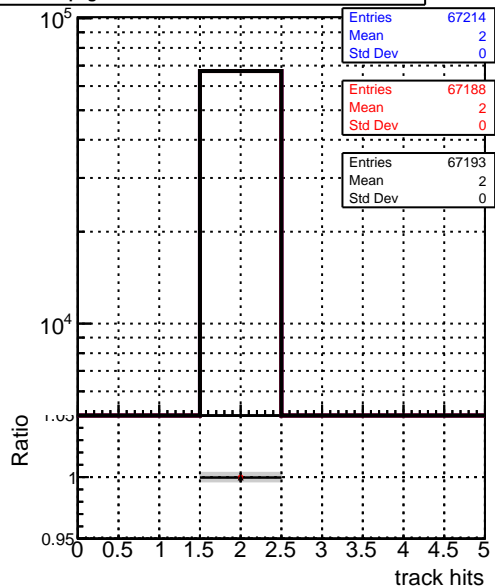 10^5
Entries 67214
Mean 2
Std Dev 0
Entries 67188
Mean 2
Std Dev 0
Entries 67193
Mean 2
Std Dev 0
10^4
Ratio
1
0.95
0 0.5 1 1.5 2 2.5 3 3.5 4 4.5 5
track hits